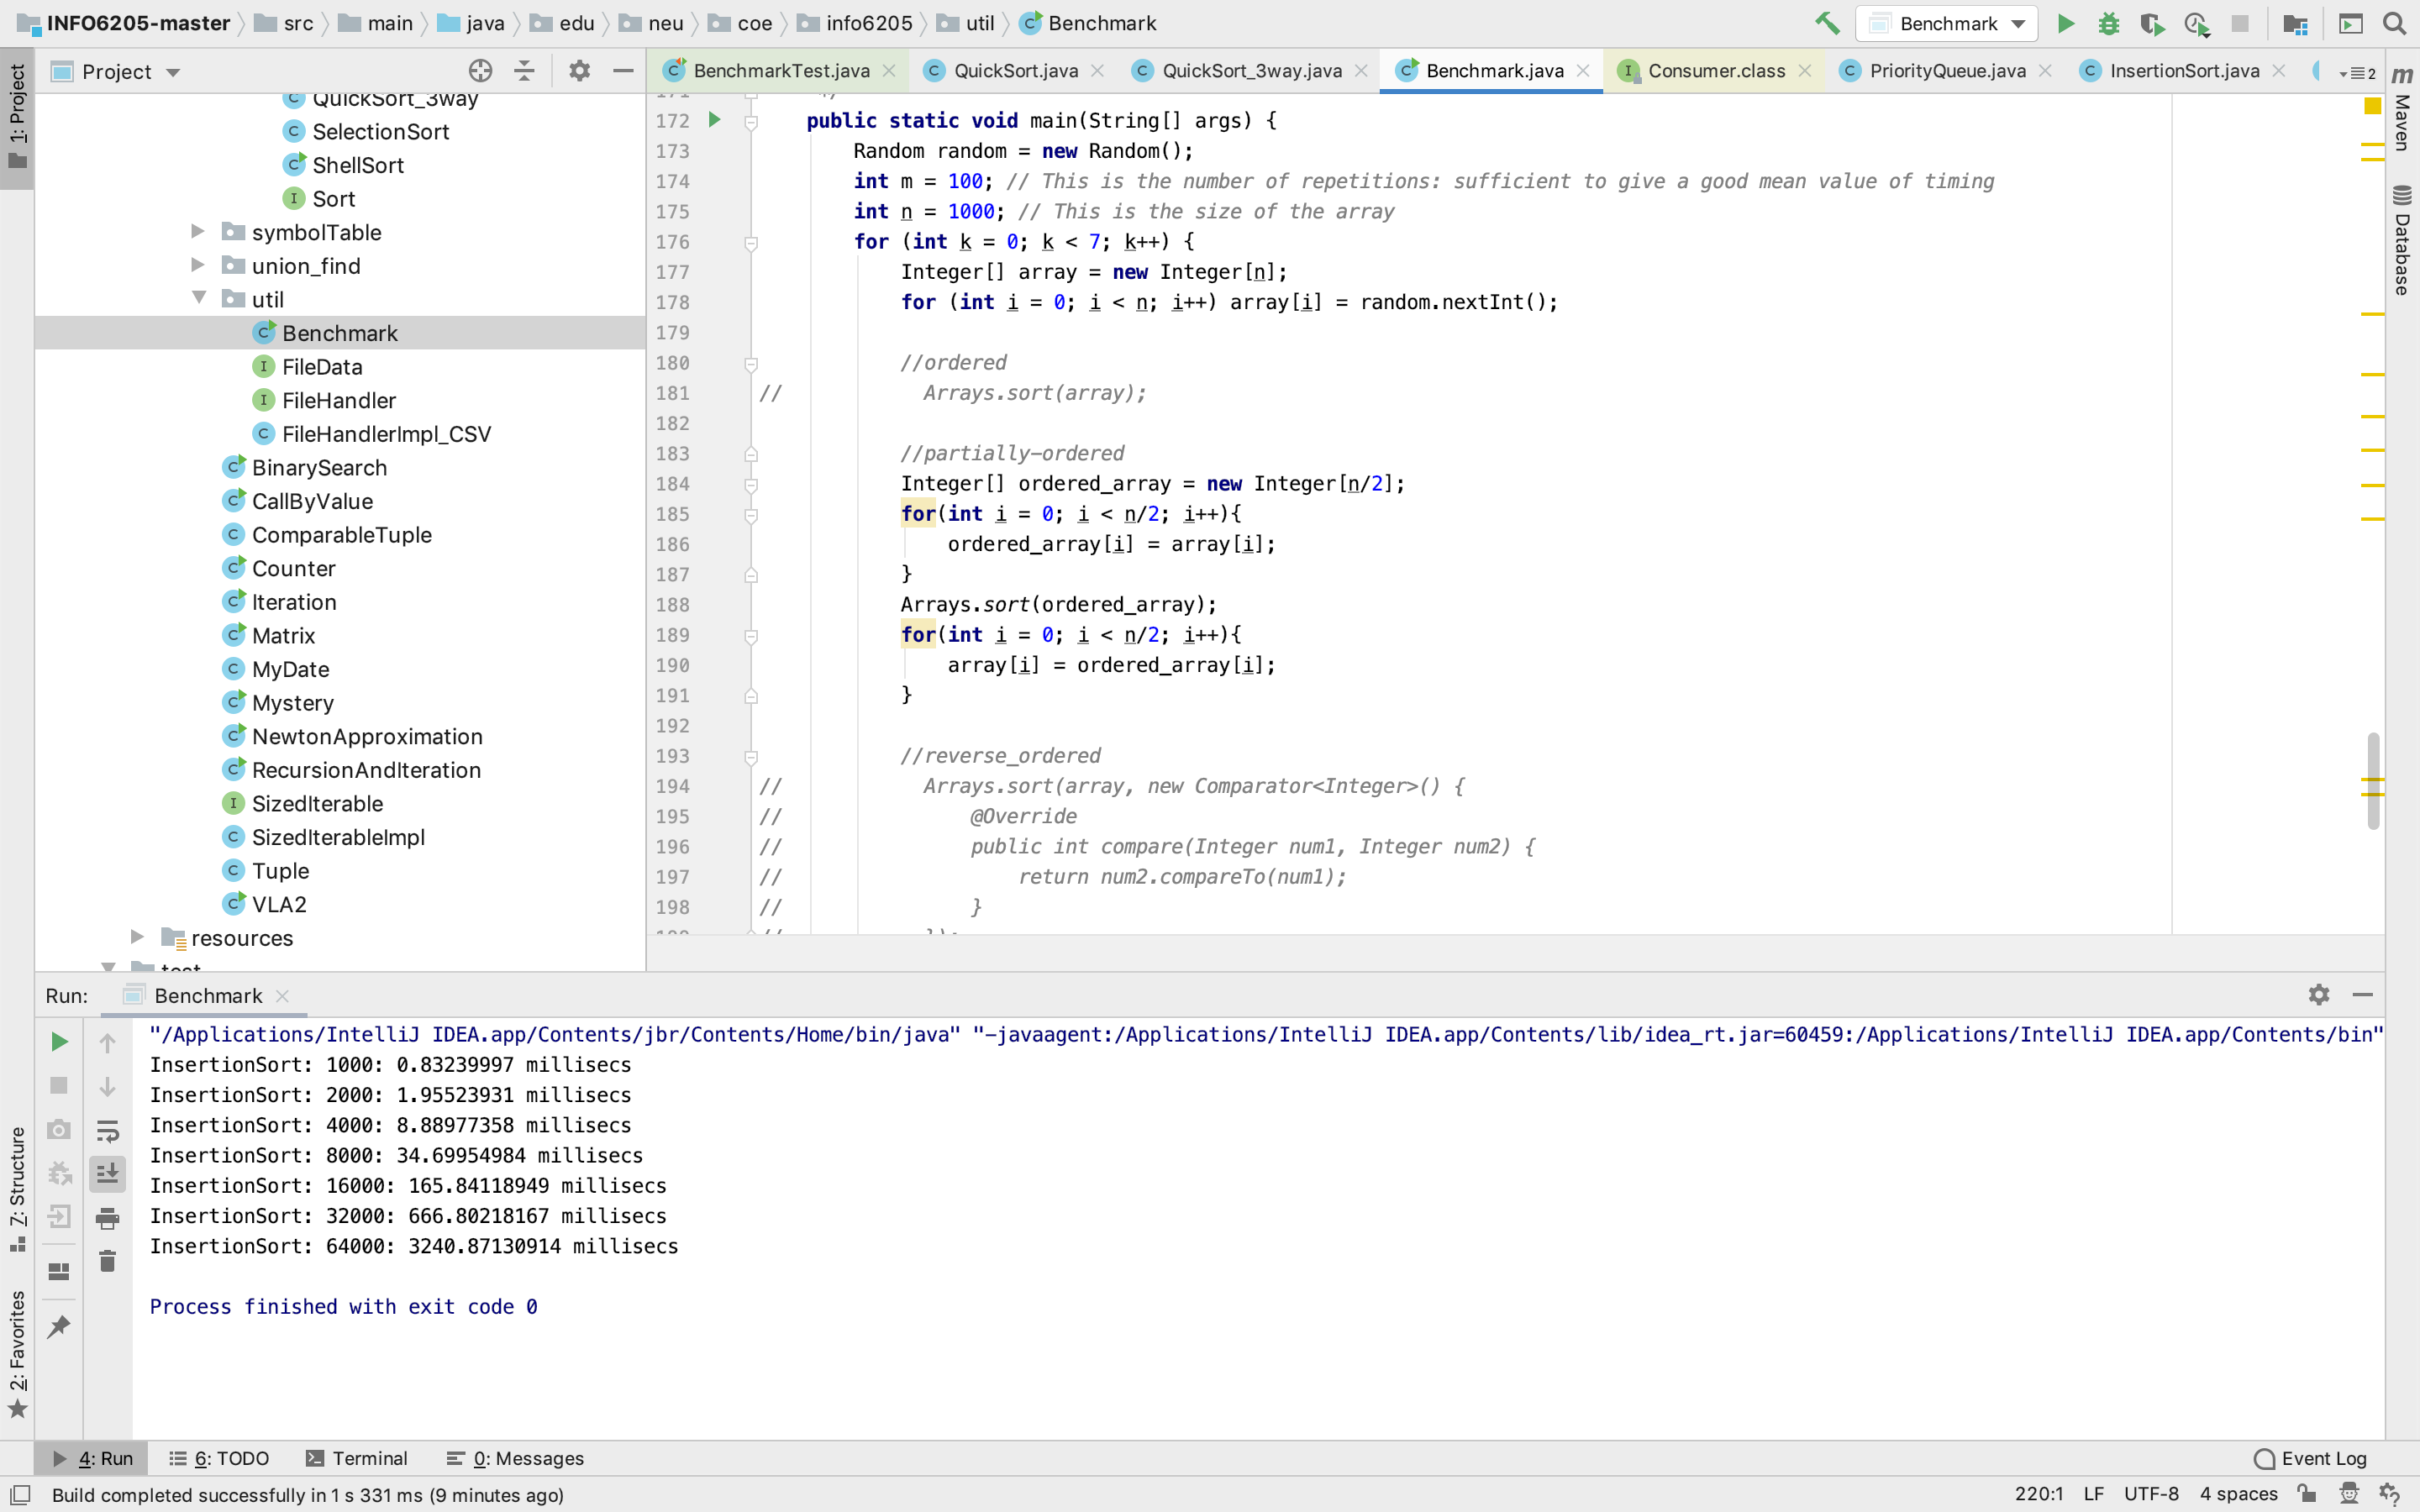 INFO6205-master src main java edu neu coe info6205 util Benchmark
Benchmark
1: Project
Project
QuickSort_3way
SelectionSort
ShellSort
Sort
symbolTable
union_find
util
Benchmark
FileData
FileHandler
FileHandlerImpl_CSV
BinarySearch
CallByValue
ComparableTuple
Counter
Iteration
Matrix
MyDate
Mystery
NewtonApproximation
RecursionAndIteration
SizedIterable
SizedIterableImpl
Tuple
VLA2
resources
test
BenchmarkTest.java QuickSort.java QuickSort_3way.java Benchmark.java Consumer.class PriorityQueue.java InsertionSort.java 2
171 */
172 public static void main(String[] args) {
173 Random random = new Random();
174 int m = 100; // This is the number of repetitions: sufficient to give a good mean value of timing
175 int n = 1000; // This is the size of the array
176 for (int k = 0; k < 7; k++) {
177 Integer[] array = new Integer[n];
178 for (int i = 0; i < n; i++) array[i] = random.nextInt();
179
180 //ordered
181 // Arrays.sort(array);
182
183 //partially-ordered
184 Integer[] ordered_array = new Integer[n/2];
185 for(int i = 0; i < n/2; i++){
186 ordered_array[i] = array[i];
187 }
188 Arrays.sort(ordered_array);
189 for(int i = 0; i < n/2; i++){
190 array[i] = ordered_array[i];
191 }
192
193 //reverse_ordered
194 // Arrays.sort(array, new Comparator<Integer>() {
195 // @Override
196 // public int compare(Integer num1, Integer num2) {
197 // return num2.compareTo(num1);
198 // }
199 // });
m Maven
Database
Run: Benchmark
"/Applications/IntelliJ IDEA.app/Contents/jbr/Contents/Home/bin/java" "-javaagent:/Applications/IntelliJ IDEA.app/Contents/lib/idea_rt.jar=60459:/Applications/IntelliJ IDEA.app/Contents/bin"
InsertionSort: 1000: 0.83239997 millisecs
InsertionSort: 2000: 1.95523931 millisecs
InsertionSort: 4000: 8.88977358 millisecs
InsertionSort: 8000: 34.69954984 millisecs
InsertionSort: 16000: 165.84118949 millisecs
InsertionSort: 32000: 666.80218167 millisecs
InsertionSort: 64000: 3240.87130914 millisecs
Process finished with exit code 0
7: Structure
2: Favorites
4: Run 6: TODO Terminal 0: Messages Event Log
Build completed successfully in 1 s 331 ms (9 minutes ago) 220:1 LF UTF-8 4 spaces